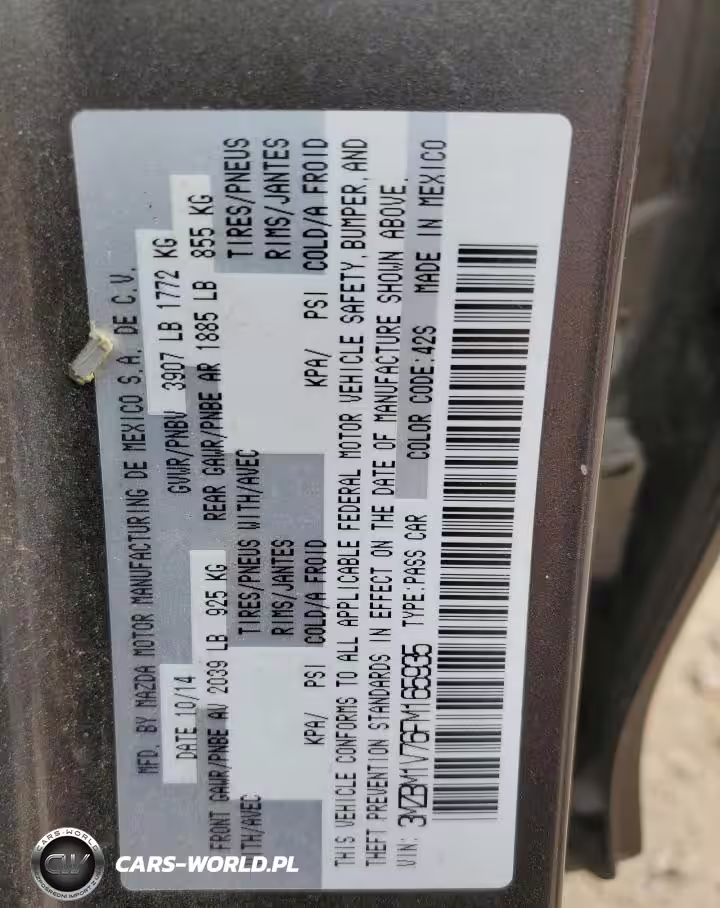 MFD. BY MAZDA MOTOR MANUFACTURING DE MEXICO S.A. DE C.V.
DATE 10/14 GVWR/PNBV 3907 LB 1772 KG
FRONT GAWR/PNBE AV 2039 LB 925 KG REAR GAWR/PNBE AR 1885 LB 855 KG
TH/AVEC TIRES/PNEUS WITH/AVEC TIRES/PNEUS
RIMS/JANTES RIMS/JANTES
KPA/ PSI COLD/A FROID KPA/ PSI COLD/A FROID
THIS VEHICLE CONFORMS TO ALL APPLICABLE FEDERAL MOTOR VEHICLE SAFETY, BUMPER, AND
THEFT PREVENTION STANDARDS IN EFFECT ON THE DATE OF MANUFACTURE SHOWN ABOVE.
VIN: 3MZBM1V76FM165935 TYPE:PASS CAR COLOR CODE:42S MADE IN MEXICO
CARS-WORLD
CW
CARS-WORLD.PL